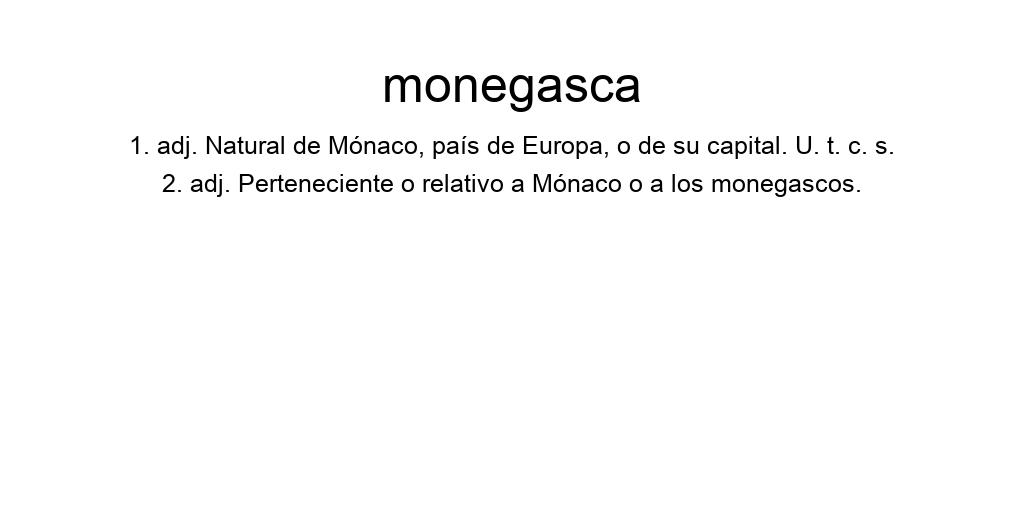 monegasca
1. adj. Natural de Mónaco, país de Europa, o de su capital. U. t. c. s.
2. adj. Perteneciente o relativo a Mónaco o a los monegascos.